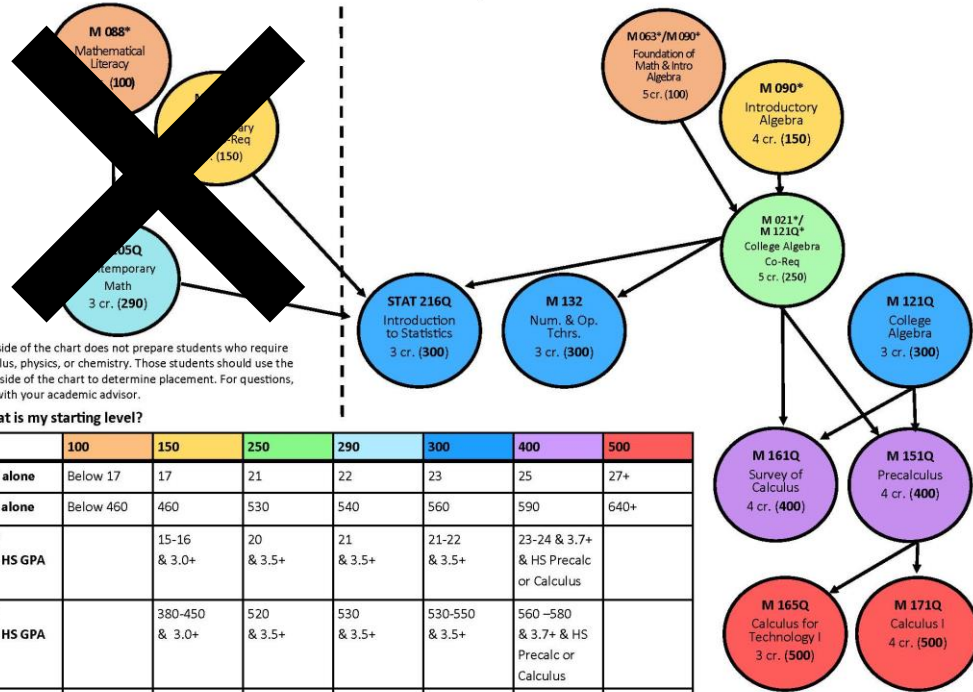 M 088*
Mathematical
Literacy
(100)
-Req
(150)
05Q
Math
3 cr. (290)
M 063*/M 090*
Foundation of
Math & Intro
Algebra
5cr. (100)
M 090*
Introductory
Algebra
4 cr. (150)
M 021*/
M 121Q*
College Algebra
Co-Req
5 cr. (250)
STAT 216Q
Introduction
to Statistics
3 cr. (300)
M 132
Num. & Op.
Tchrs.
3 cr. (300)
M 121Q
College
Algebra
3 cr. (300)
M 161Q
Survey of
Calculus
4 cr. (400)
M 151Q
Precalculus
4 cr. (400)
M 165Q
Calculus for
Technology I
3 cr. (500)
M 171Q
Calculus I
4 cr. (500)
side of the chart does not prepare students who require
lus, physics, or chemistry. Those students should use the
side of the chart to determine placement. For questions,
with your academic advisor.
at is my starting level?
100 150 250 290 300 400 500
alone Below 17 17 21 22 23 25 27+
alone Below 460 460 530 540 560 590 640+
HS GPA 15-16 & 3.0+ 20 & 3.5+ 21 & 3.5+ 21-22 & 3.5+ 23-24 & 3.7+ & HS Precalc or Calculus
HS GPA 380-450 & 3.0+ 520 & 3.5+ 530 & 3.5+ 530-550 & 3.5+ 560 –580 & 3.7+ & HS Precalc or Calculus